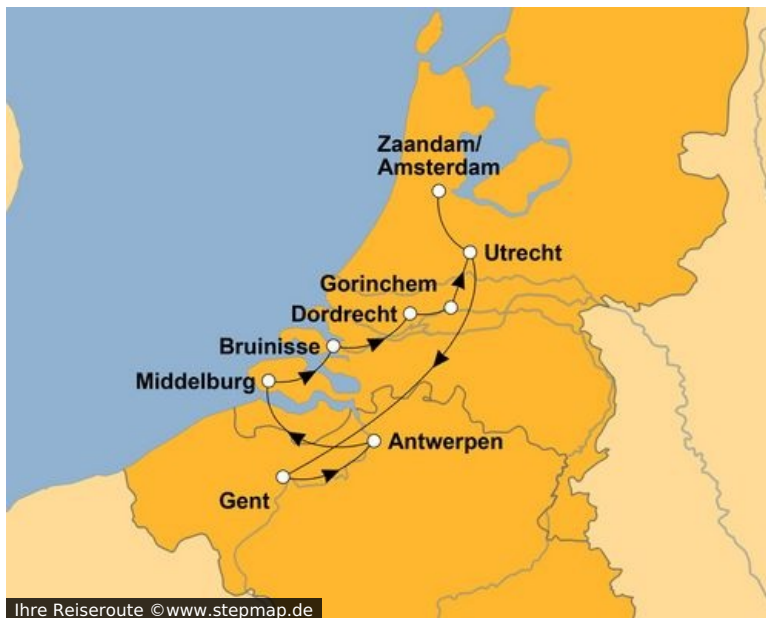 Zaandam/
Amsterdam
Utrecht
Gorinchem
Dordrecht
Bruinisse
Middelburg
Antwerpen
Gent
Ihre Reiseroute ©www.stepmap.de